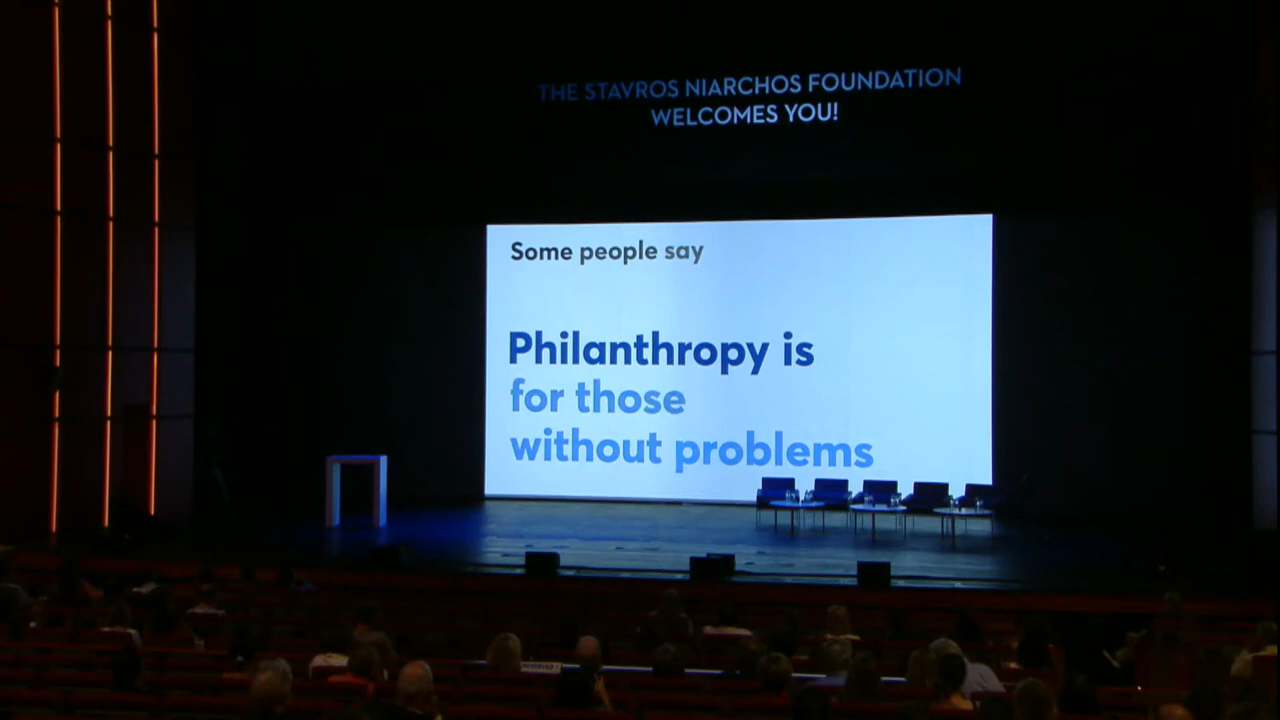 THE STAVROS NIARCHOS FOUNDATION
WELCOMES YOU!
Some people say
Philanthropy is
for those
without problems